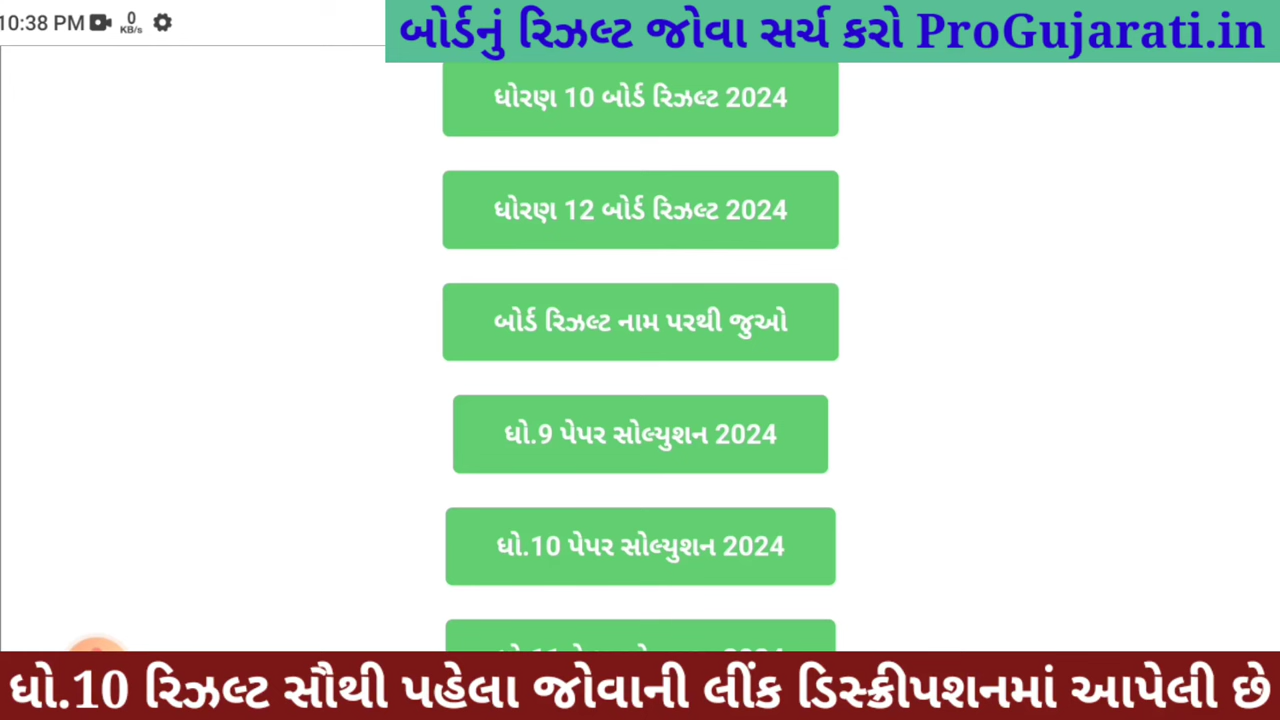 10:38 PM 0 KB/s
બોર્ડનું રિઝલ્ટ જોવા સર્ચ કરો ProGujarati.in
ધોરણ 10 બોર્ડ રિઝલ્ટ 2024
ધોરણ 12 બોર્ડ રિઝલ્ટ 2024
બોર્ડ રિઝલ્ટ નામ પરથી જુઓ
ધો.9 પેપર સોલ્યુશન 2024
ધો.10 પેપર સોલ્યુશન 2024
ધો.10 રિઝલ્ટ સૌથી પહેલા જોવાની લીંક ડિસ્ક્રીપશનમાં આપેલી છે